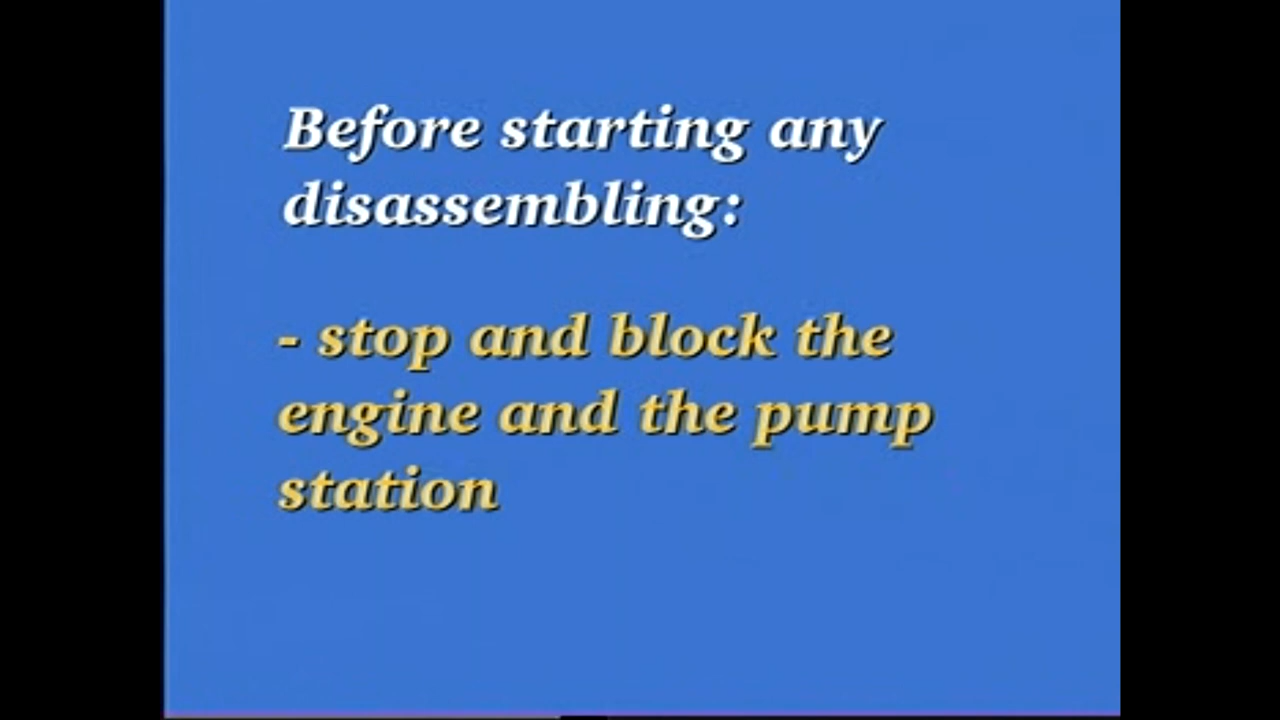 Before starting any
disassembling:
- stop and block the
engine and the pump
station